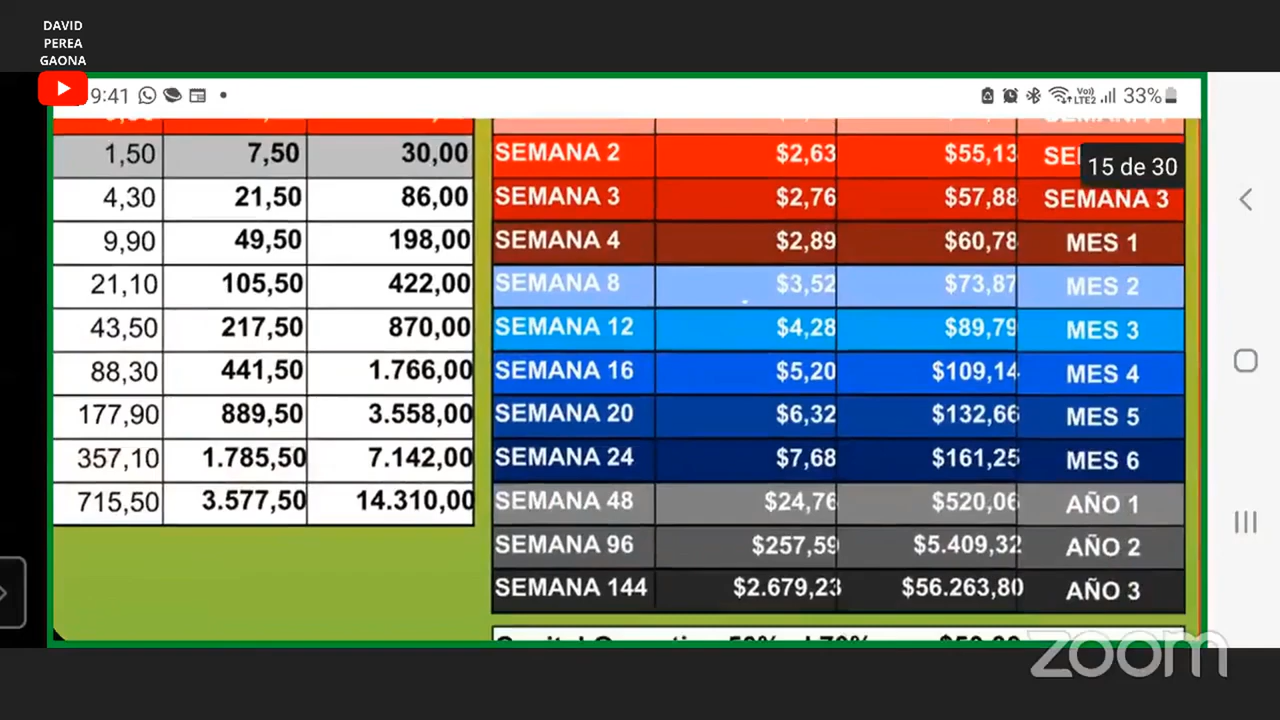 DAVID
PEREA
GAONA
9:41 33%
15 de 30
1,50 7,50 30,00
4,30 21,50 86,00
9,90 49,50 198,00
21,10 105,50 422,00
43,50 217,50 870,00
88,30 441,50 1.766,00
177,90 889,50 3.558,00
357,10 1.785,50 7.142,00
715,50 3.577,50 14.310,00
SEMANA 2 $2,63 $55,13
SEMANA 3 $2,76 $57,88 SEMANA 3
SEMANA 4 $2,89 $60,78 MES 1
SEMANA 8 $3,52 $73,87 MES 2
SEMANA 12 $4,28 $89,79 MES 3
SEMANA 16 $5,20 $109,14 MES 4
SEMANA 20 $6,32 $132,66 MES 5
SEMANA 24 $7,68 $161,25 MES 6
SEMANA 48 $24,76 $520,06 AÑO 1
SEMANA 96 $257,59 $5.409,32 AÑO 2
SEMANA 144 $2.679,23 $56.263,80 AÑO 3
zoom